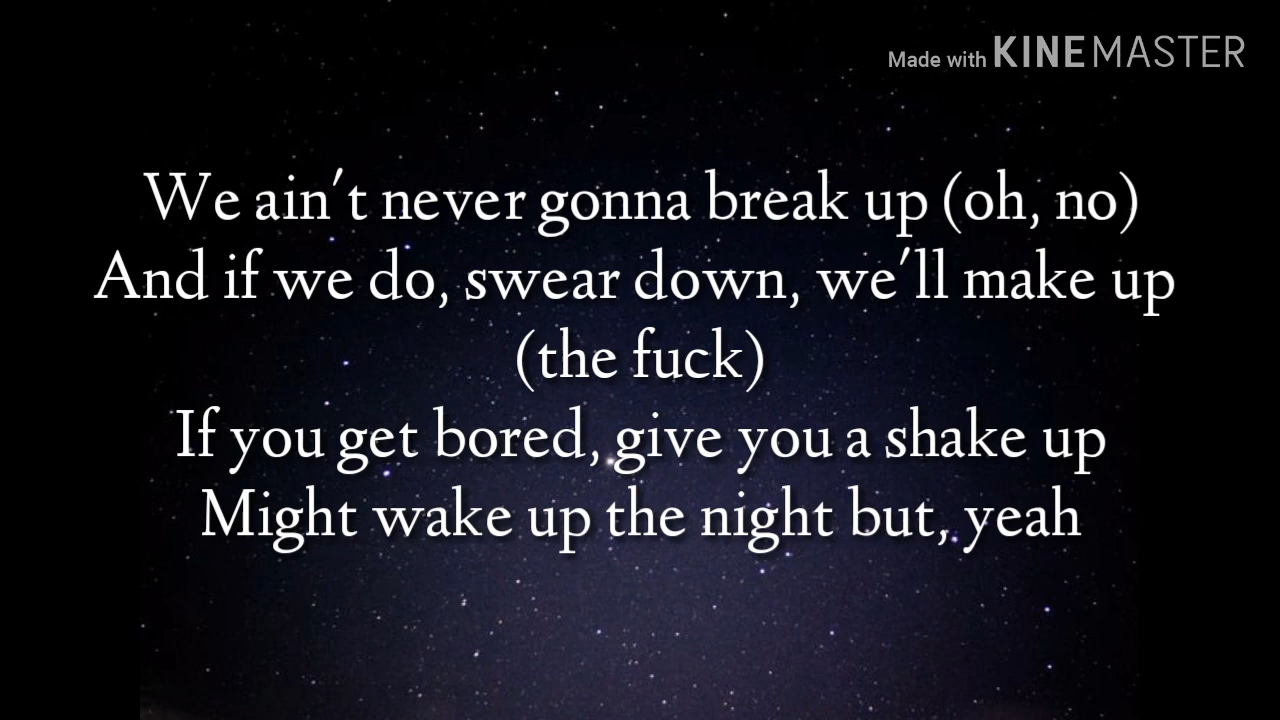 Made with KINEMASTER
We ain't never gonna break up (oh, no)
And if we do, swear down, we'll make up
(the fuck)
If you get bored, give you a shake up
Might wake up the night but, yeah